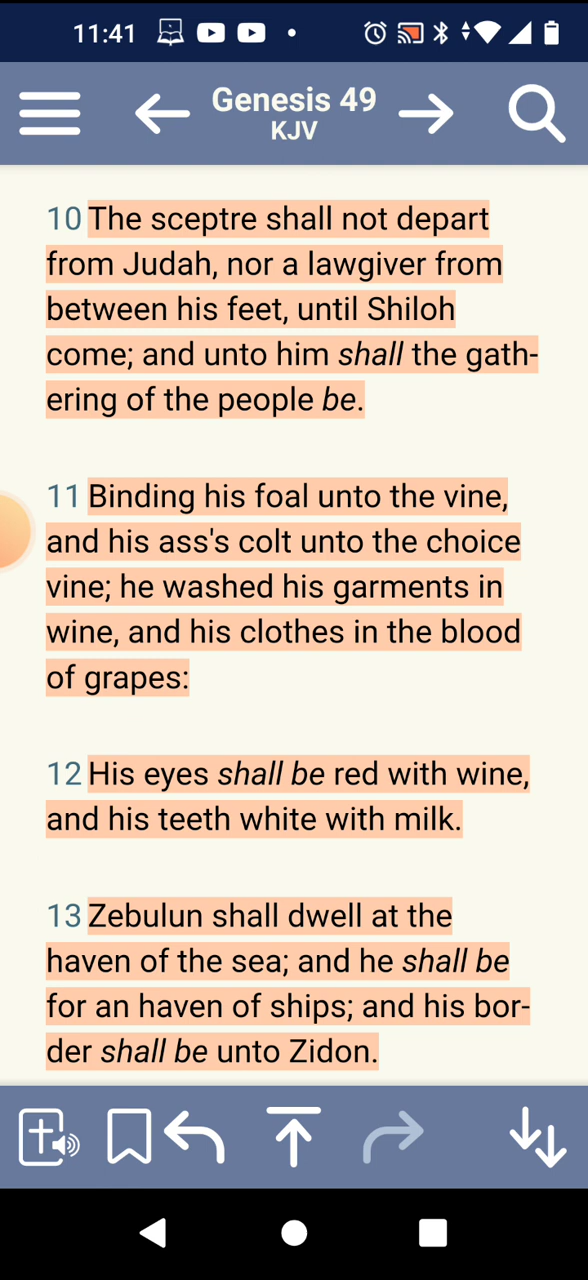 11:41
Genesis 49
KJV
10 The sceptre shall not depart
from Judah, nor a lawgiver from
between his feet, until Shiloh
come; and unto him shall the gath-
ering of the people be.
11 Binding his foal unto the vine,
and his ass's colt unto the choice
vine; he washed his garments in
wine, and his clothes in the blood
of grapes:
12 His eyes shall be red with wine,
and his teeth white with milk.
13 Zebulun shall dwell at the
haven of the sea; and he shall be
for an haven of ships; and his bor-
der shall be unto Zidon.